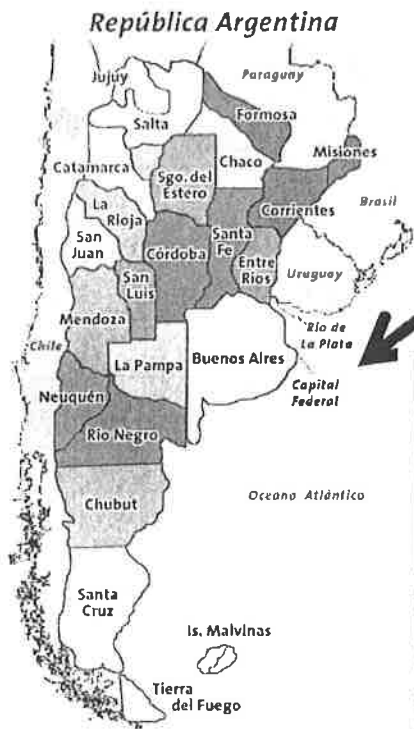 República Argentina
Jujuy
Paraguay
Salta
Formosa
Catamarca
Sgo. del
Estero
Chaco
Misiones
La
Rioja
Corrientes
Brasil
San
Juan
Córdoba
Santa
Fe
Entre
Ríos
Uruguay
San
Luis
Mendoza
Chile
La Pampa
Buenos Aires
Río de
La Plata
Capital
Federal
Neuquén
Río Negro
Chubut
Oceano Atlántico
Santa
Cruz
Is. Malvinas
Tierra
del Fuego